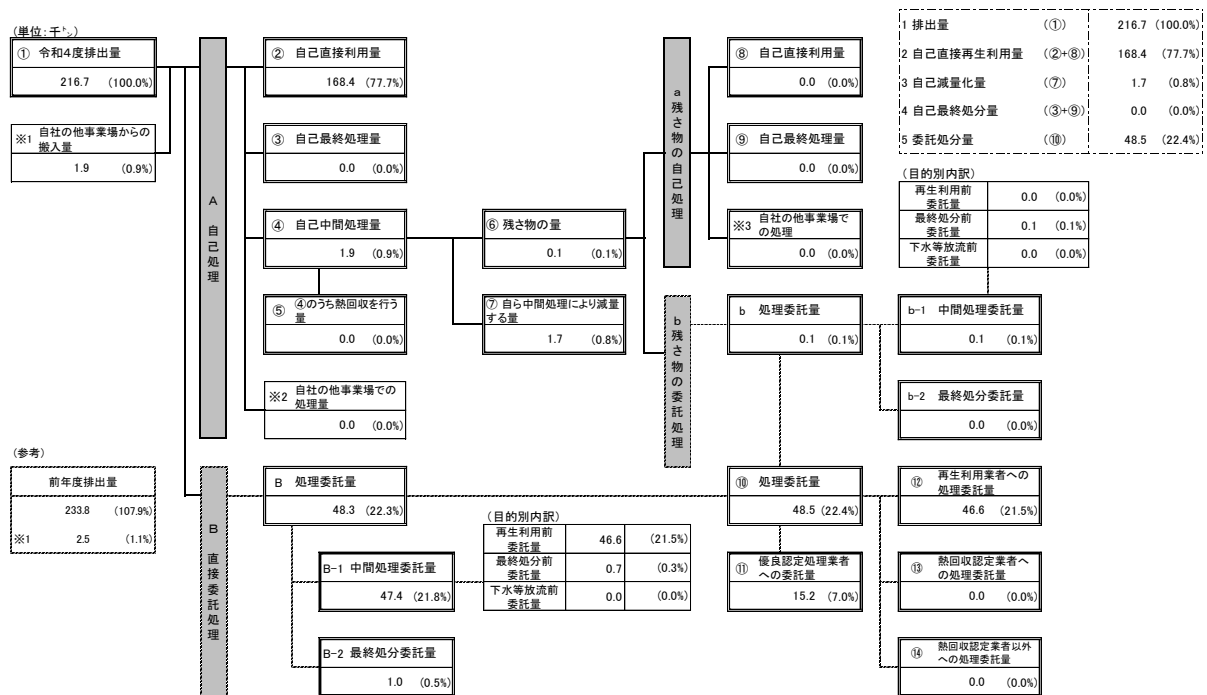 (単位：千㌧)
① 令和4度排出量
216.7 (100.0%)
※1 自社の他事業場からの
搬入量
1.9 (0.9%)
A 自己処理
② 自己直接利用量
168.4 (77.7%)
③ 自己最終処理量
0.0 (0.0%)
④ 自己中間処理量
1.9 (0.9%)
⑤ ④のうち熱回収を行う
量
0.0 (0.0%)
※2 自社の他事業場での
処理量
0.0 (0.0%)
⑥ 残さ物の量
0.1 (0.1%)
⑦ 自ら中間処理により減量
する量
1.7 (0.8%)
a 残さ物の自己処理
⑧ 自己直接利用量
0.0 (0.0%)
⑨ 自己最終処理量
0.0 (0.0%)
※3 自社の他事業場で
の処理
0.0 (0.0%)
b 残さ物の委託処理
b 処理委託量
0.1 (0.1%)
1 排出量 (①) 216.7 (100.0%)
2 自己直接再生利用量 (②+⑧) 168.4 (77.7%)
3 自己減量化量 (⑦) 1.7 (0.8%)
4 自己最終処分量 (③+⑨) 0.0 (0.0%)
5 委託処分量 (⑩) 48.5 (22.4%)
(目的別内訳)
再生利用前
委託量 0.0 (0.0%)
最終処分前
委託量 0.1 (0.1%)
下水等放流前
委託量 0.0 (0.0%)
b-1 中間処理委託量
0.1 (0.1%)
b-2 最終処分委託量
0.0 (0.0%)
(参考)
前年度排出量
233.8 (107.9%)
※1 2.5 (1.1%)
B 直接委託処理
B 処理委託量
48.3 (22.3%)
B-1 中間処理委託量
47.4 (21.8%)
B-2 最終処分委託量
1.0 (0.5%)
(目的別内訳)
再生利用前
委託量 46.6 (21.5%)
最終処分前
委託量 0.7 (0.3%)
下水等放流前
委託量 0.0 (0.0%)
⑩ 処理委託量
48.5 (22.4%)
⑪ 優良認定処理業者
への委託量
15.2 (7.0%)
⑫ 再生利用業者への
処理委託量
46.6 (21.5%)
⑬ 熱回収認定業者へ
の処理委託量
0.0 (0.0%)
⑭ 熱回収認定業者以外
への処理委託量
0.0 (0.0%)